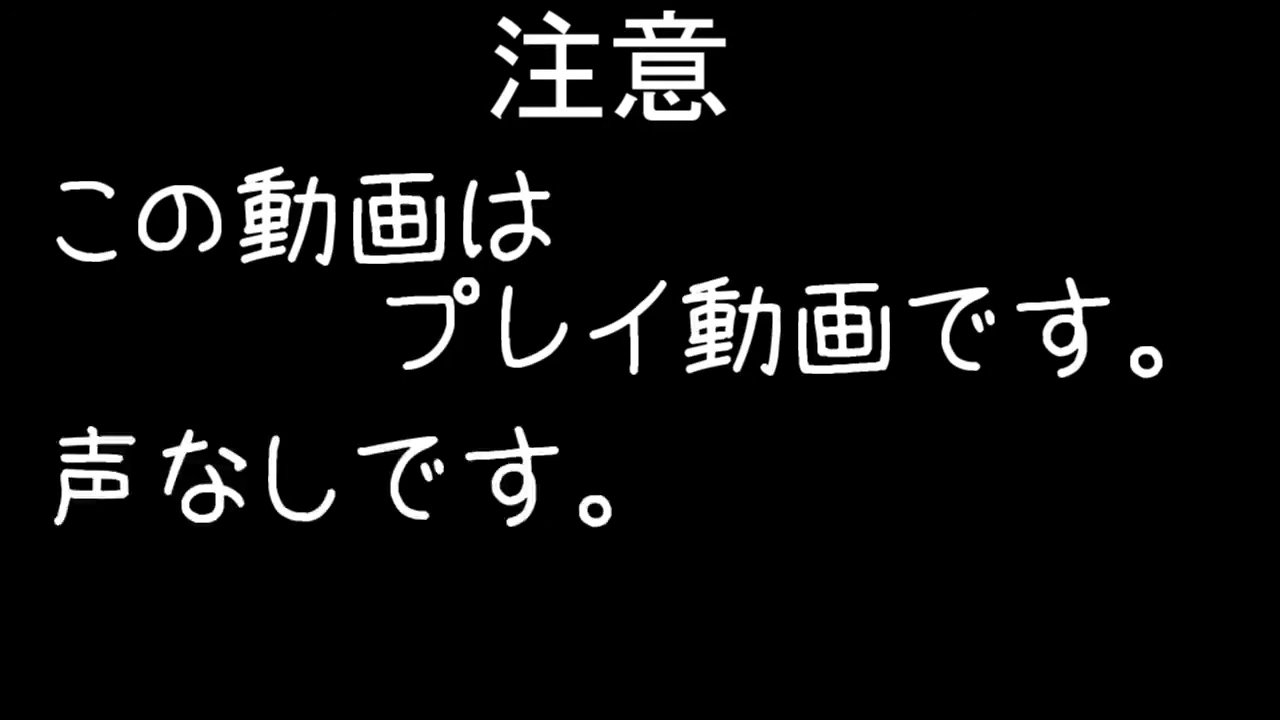 注意
この動画は
プレイ動画です。
声なしです。